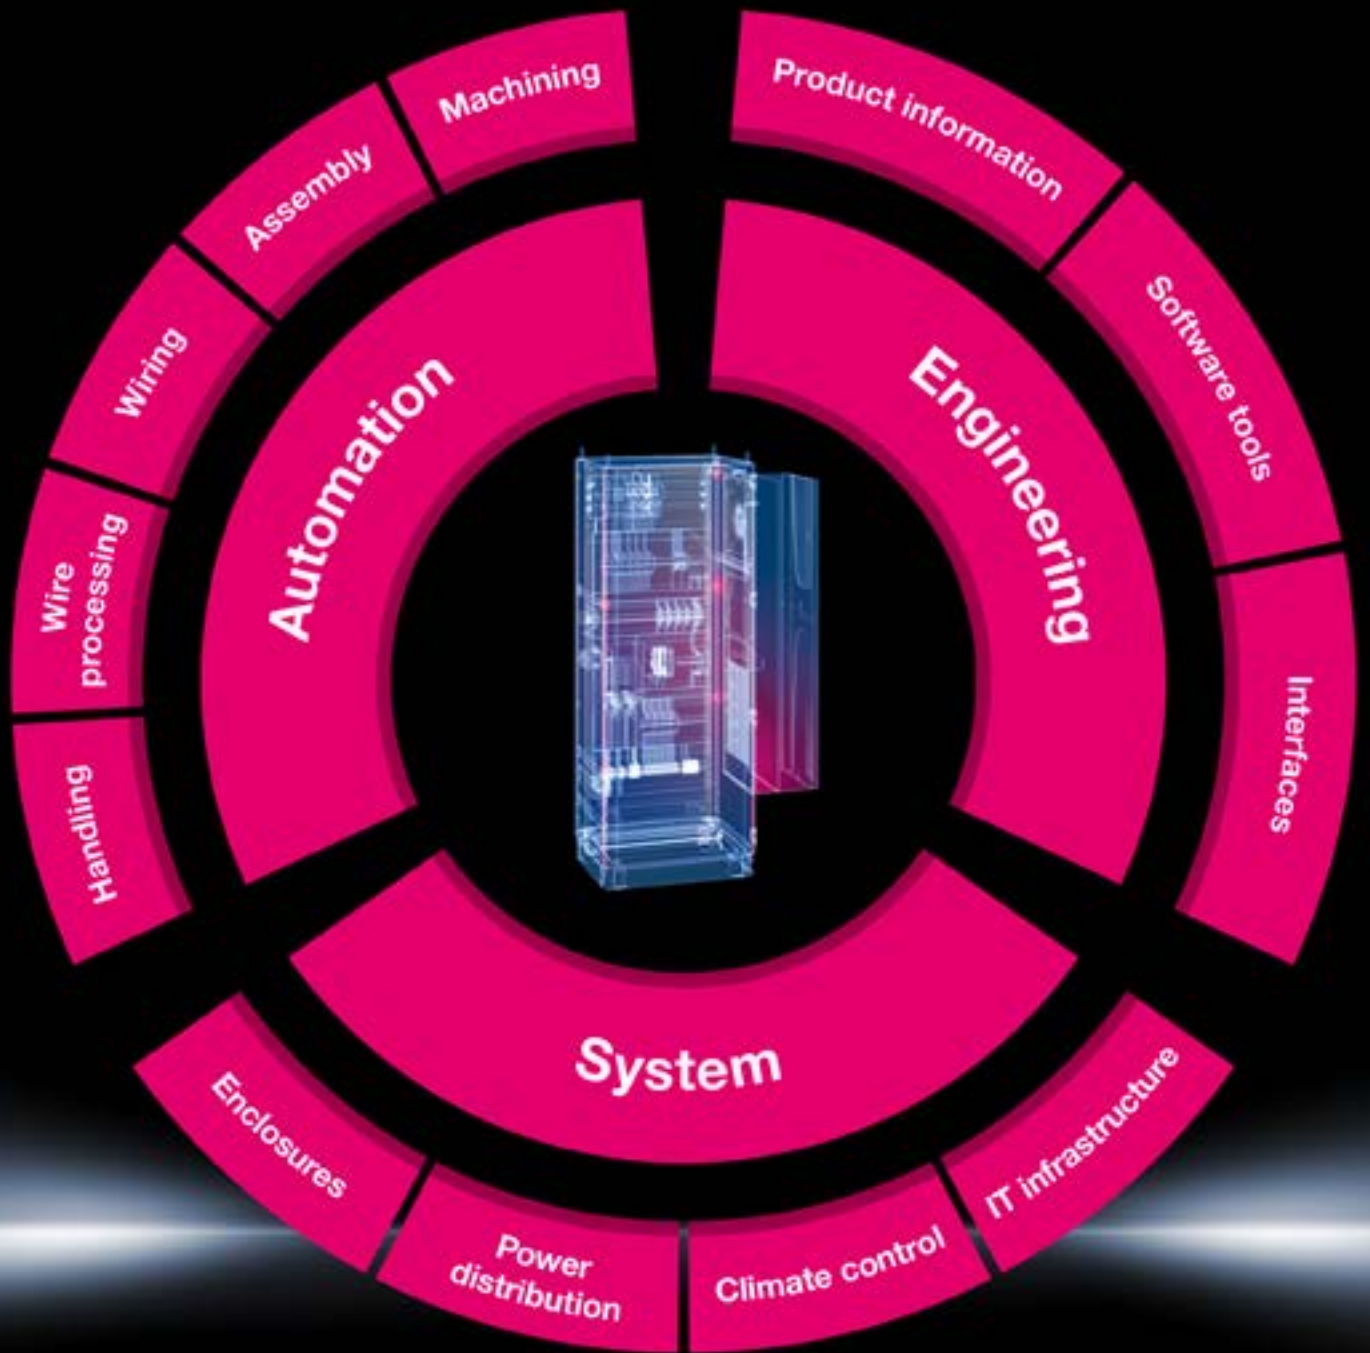 Machining
Assembly
Wiring
Wire
processing
Handling
Automation
Product information
Software tools
Interfaces
Engineering
System
Enclosures
Power
distribution
Climate control
IT infrastructure